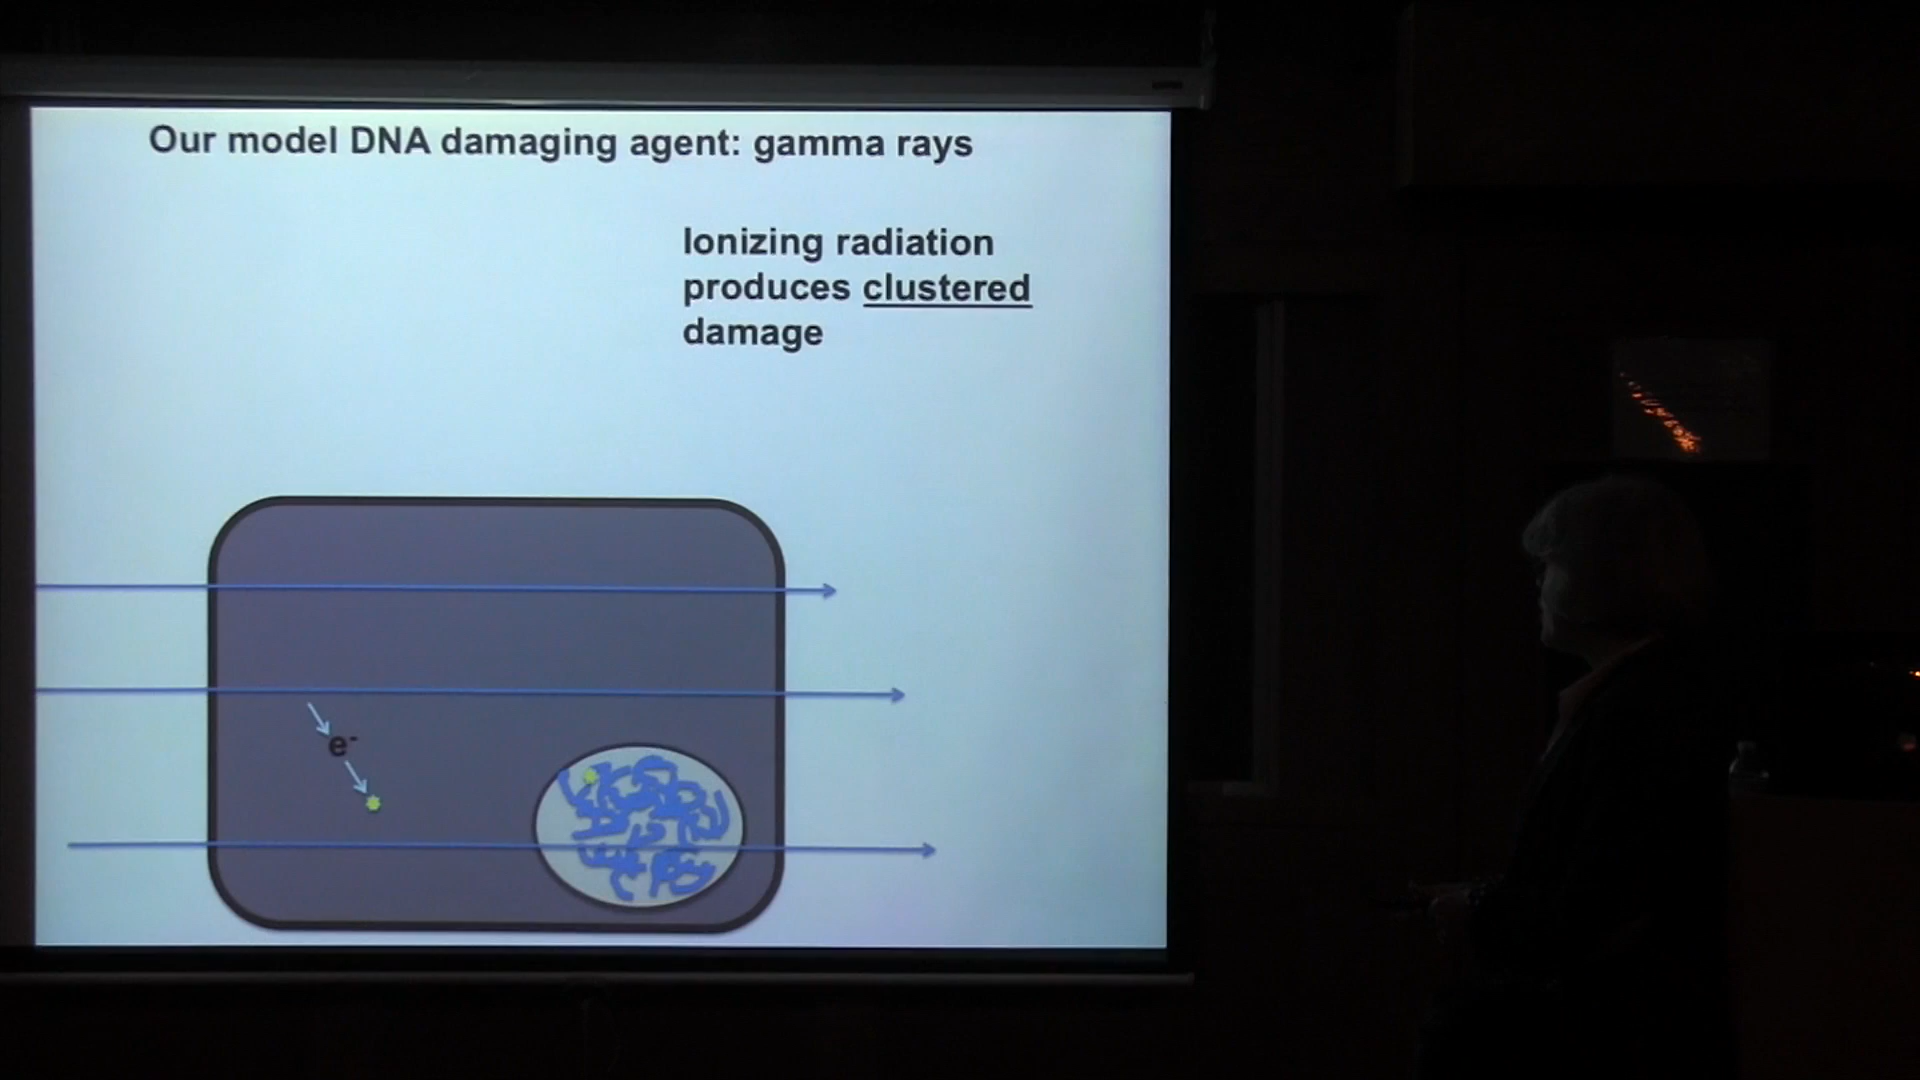 Our model DNA damaging agent: gamma rays
Ionizing radiation
produces clustered
damage
e-